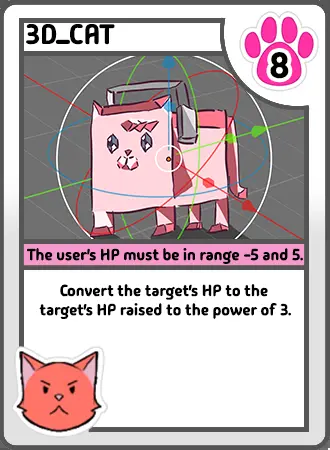 3D_CAT
8
The user's HP must be in range -5 and 5.
Convert the target's HP to the
target's HP raised to the power of 3.